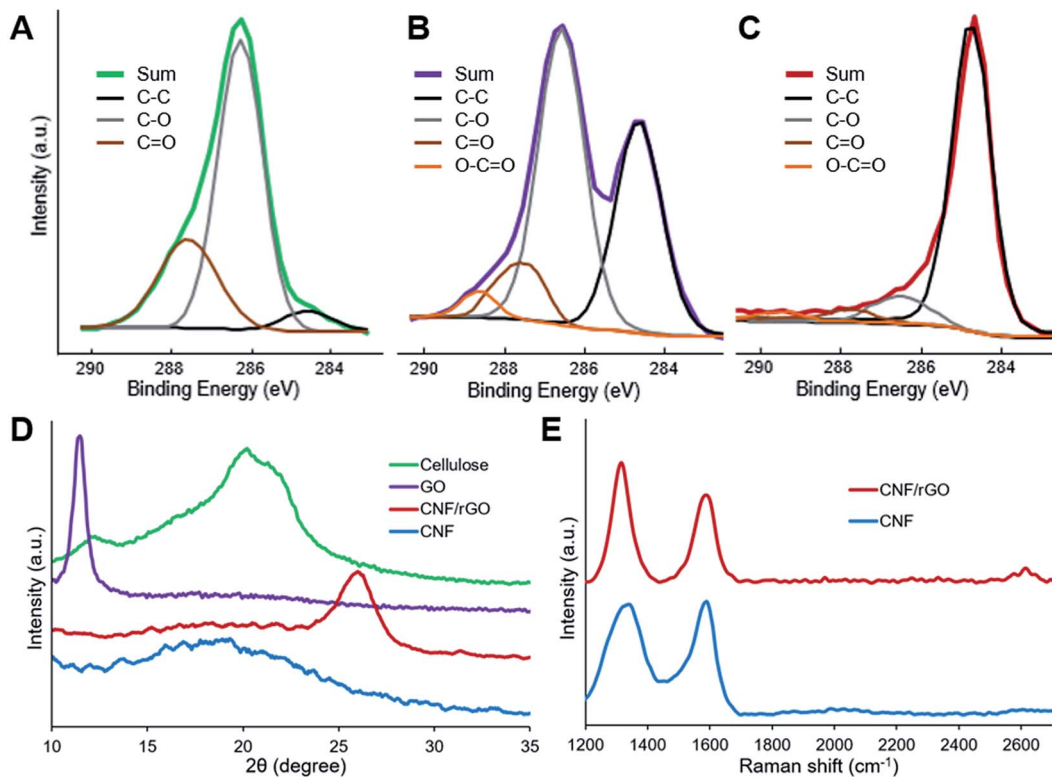 A
Sum
C-C
C-O
C=O
Intensity (a.u.)
290 288 286 284
Binding Energy (eV)
B
Sum
C-C
C-O
C=O
O-C=O
290 288 286 284
Binding Energy (eV)
C
Sum
C-C
C-O
C=O
O-C=O
290 288 286 284
Binding Energy (eV)
D
Cellulose
GO
CNF/rGO
CNF
Intensity (a.u.)
10 15 20 25 30 35
2θ (degree)
E
CNF/rGO
CNF
Intensity (a.u.)
1200 1400 1600 1800 2000 2200 2400 2600
Raman shift (cm⁻¹)